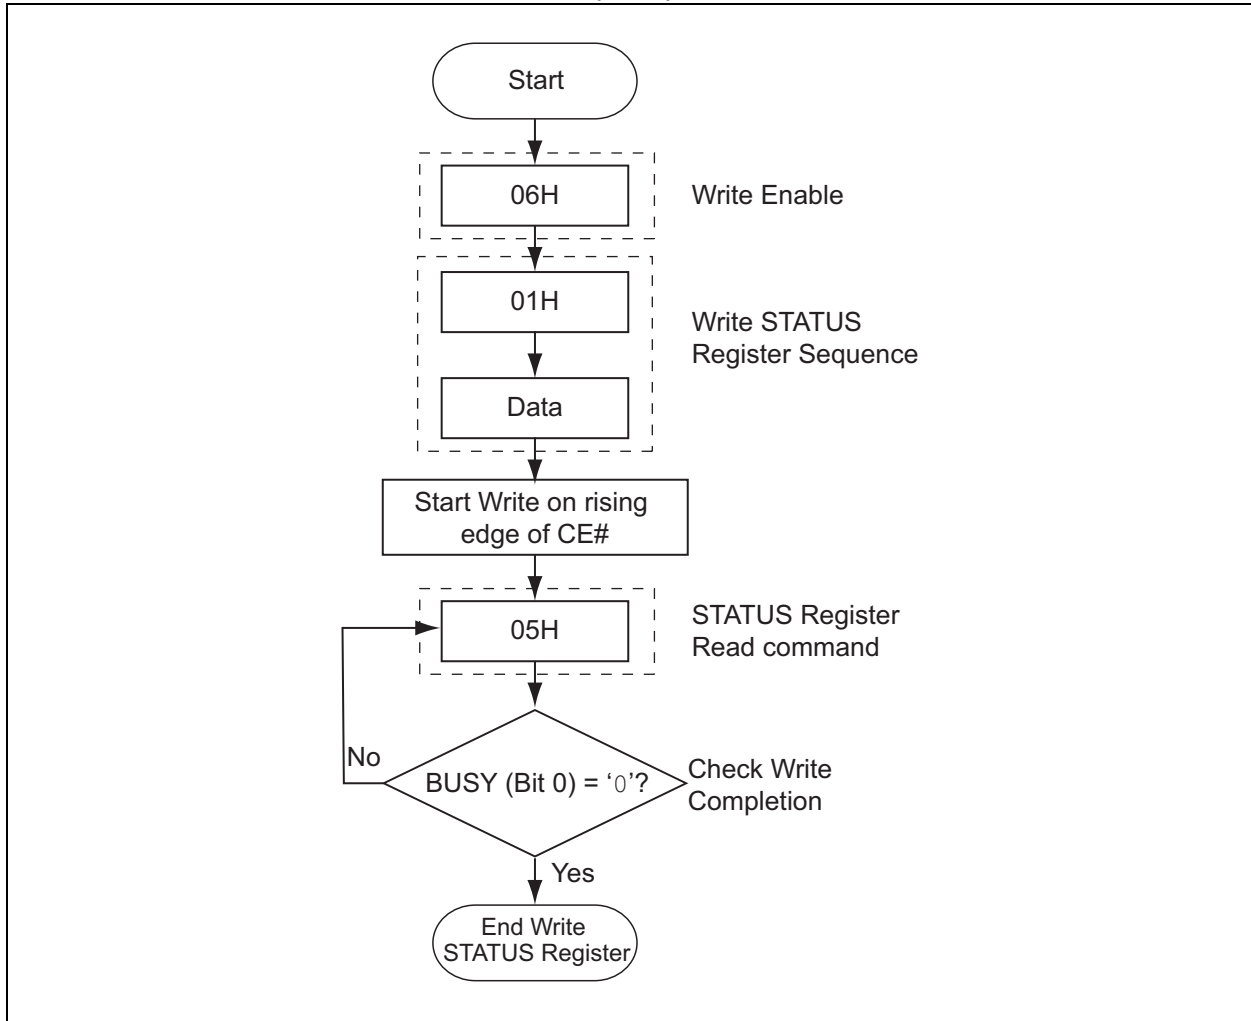 Start
06H
Write Enable
01H
Write STATUS
Register Sequence
Data
Start Write on rising
edge of CE#
05H
STATUS Register
Read command
No
BUSY (Bit 0) = ‘0’?
Check Write
Completion
Yes
End Write
STATUS Register